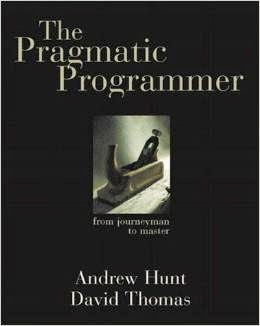 The
Pragmatic
Programmer
from journeyman
to master
Andrew Hunt
David Thomas